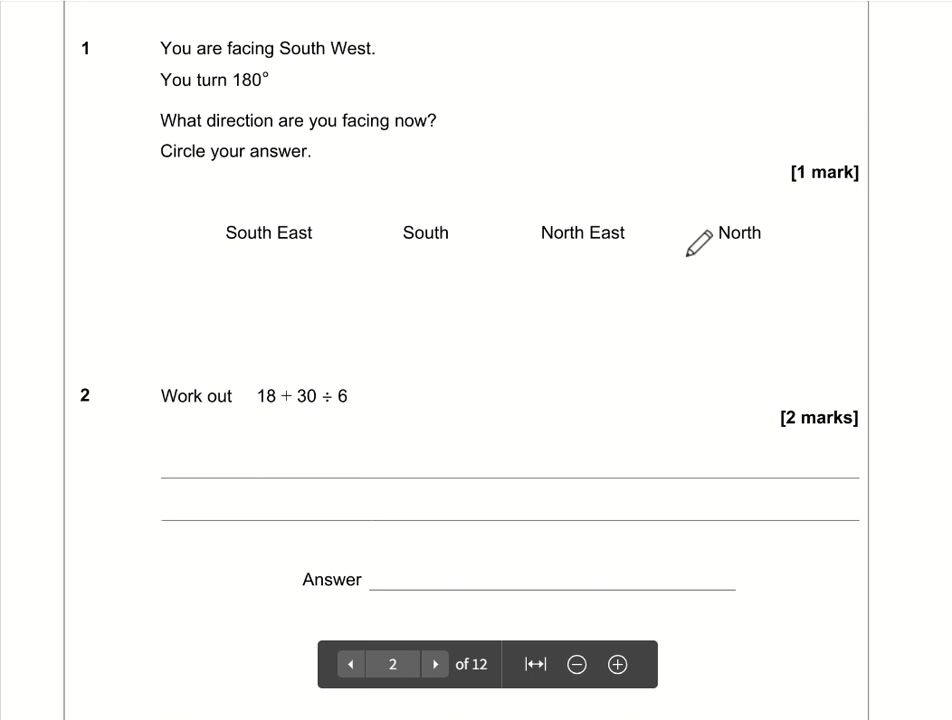 1 You are facing South West.
You turn 180°
What direction are you facing now?
Circle your answer.
[1 mark]
South East South North East North
2 Work out 18 + 30 ÷ 6
[2 marks]
Answer
2 of 12